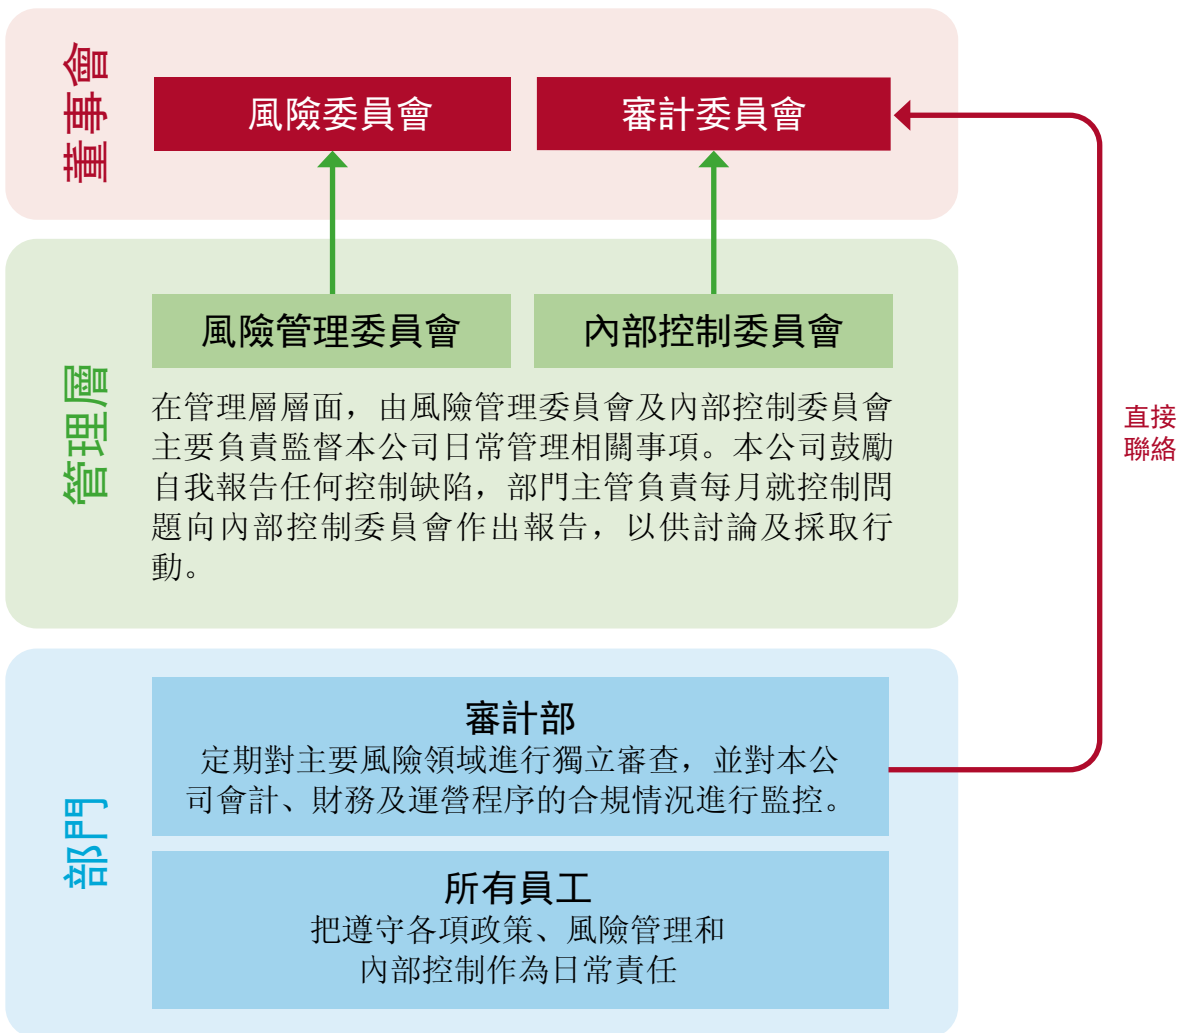 董事會
風險委員會
審計委員會
管理層
風險管理委員會
內部控制委員會
在管理層層面，由風險管理委員會及內部控制委員會
主要負責監督本公司日常管理相關事項。本公司鼓勵
自我報告任何控制缺陷，部門主管負責每月就控制問
題向內部控制委員會作出報告，以供討論及採取行
動。
直接
聯絡
部門
審計部
定期對主要風險領域進行獨立審查，並對本公
司會計、財務及運營程序的合規情況進行監控。
所有員工
把遵守各項政策、風險管理和
內部控制作為日常責任